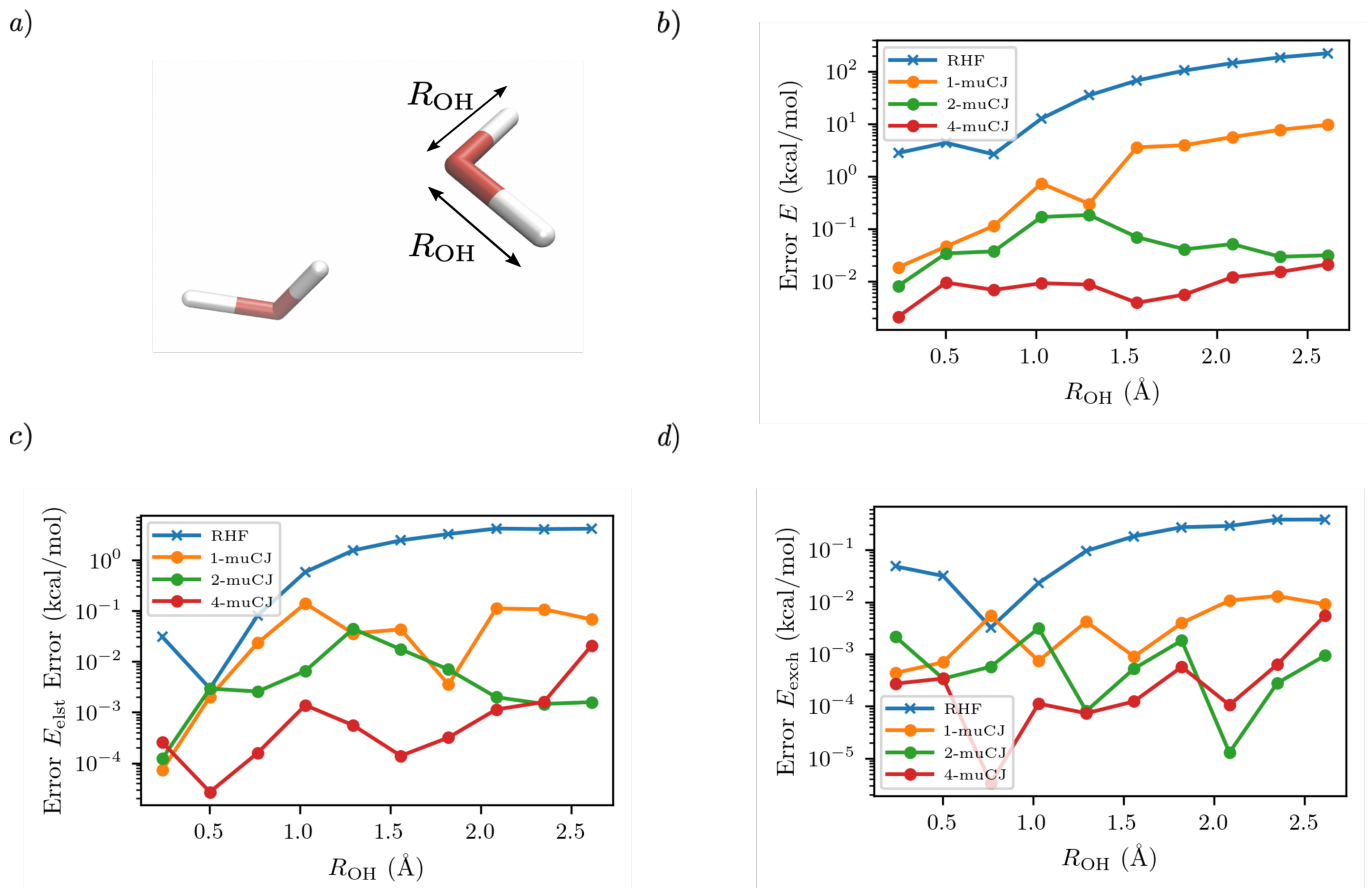 a)
R_OH
R_OH
b)
Error E (kcal/mol)
10^2
10^1
10^0
10^-1
10^-2
RHF
1-muCJ
2-muCJ
4-muCJ
0.5 1.0 1.5 2.0 2.5
R_OH (Å)
c)
Error E_elst Error (kcal/mol)
10^0
10^-1
10^-2
10^-3
10^-4
RHF
1-muCJ
2-muCJ
4-muCJ
0.5 1.0 1.5 2.0 2.5
R_OH (Å)
d)
Error E_exch (kcal/mol)
10^-1
10^-2
10^-3
10^-4
10^-5
RHF
1-muCJ
2-muCJ
4-muCJ
0.5 1.0 1.5 2.0 2.5
R_OH (Å)